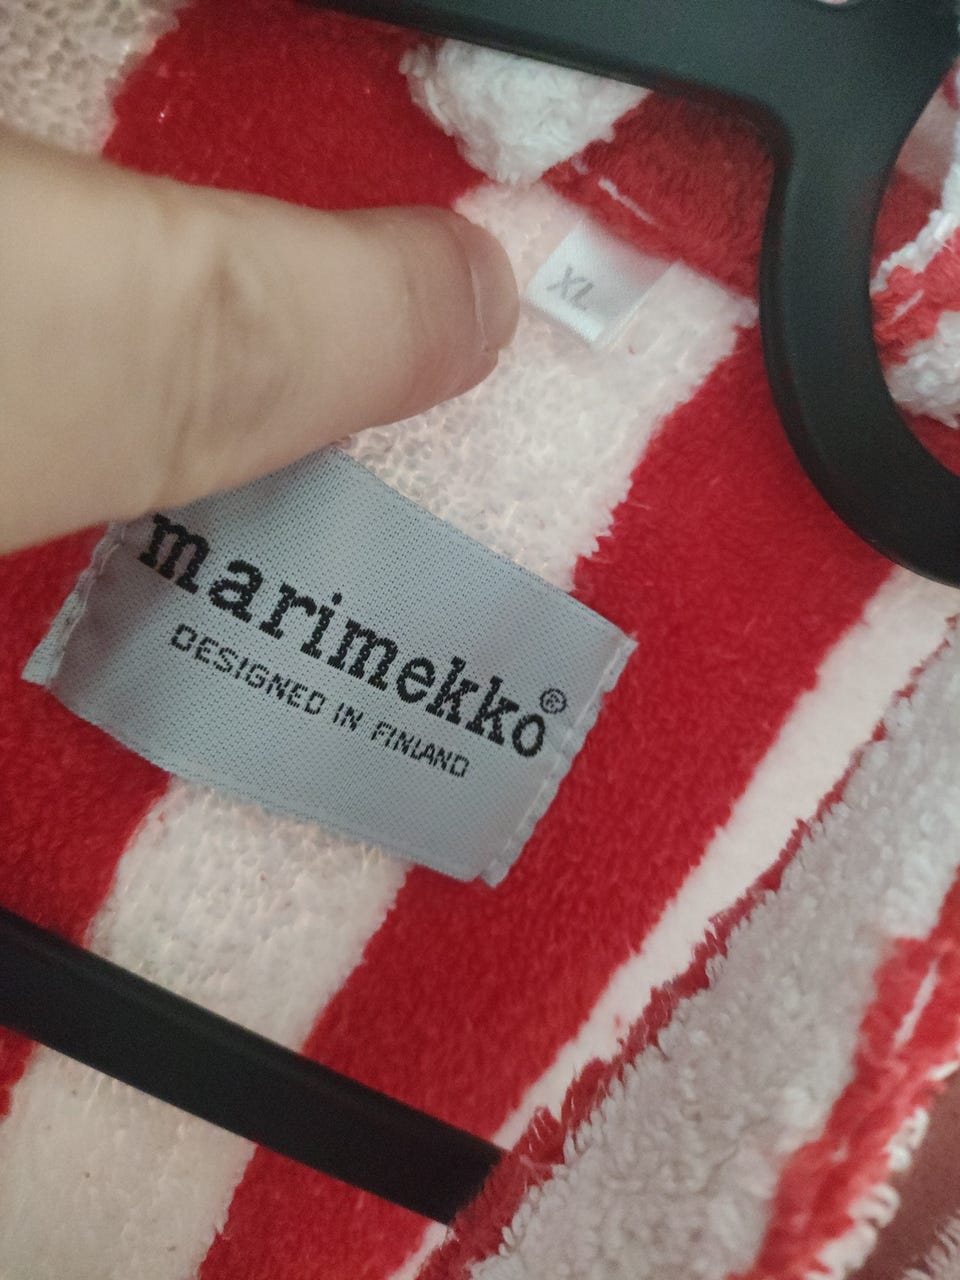 XL
marimekko®
DESIGNED IN FINLAND